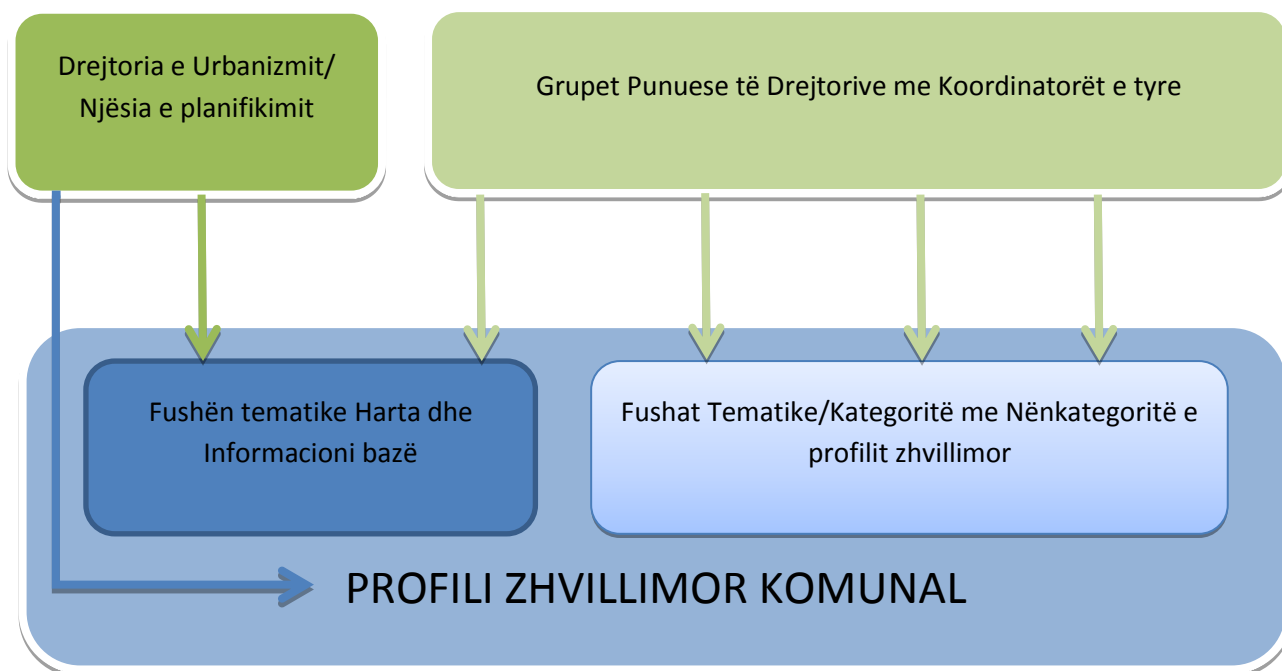 Drejtoria e Urbanizmit/
Njësia e planifikimit
Grupet Punuese të Drejtorive me Koordinatorët e tyre
Fushën tematike Harta dhe
Informacioni bazë
Fushat Tematike/Kategoritë me Nënkategoritë e
profilit zhvillimor
PROFILI ZHVILLIMOR KOMUNAL